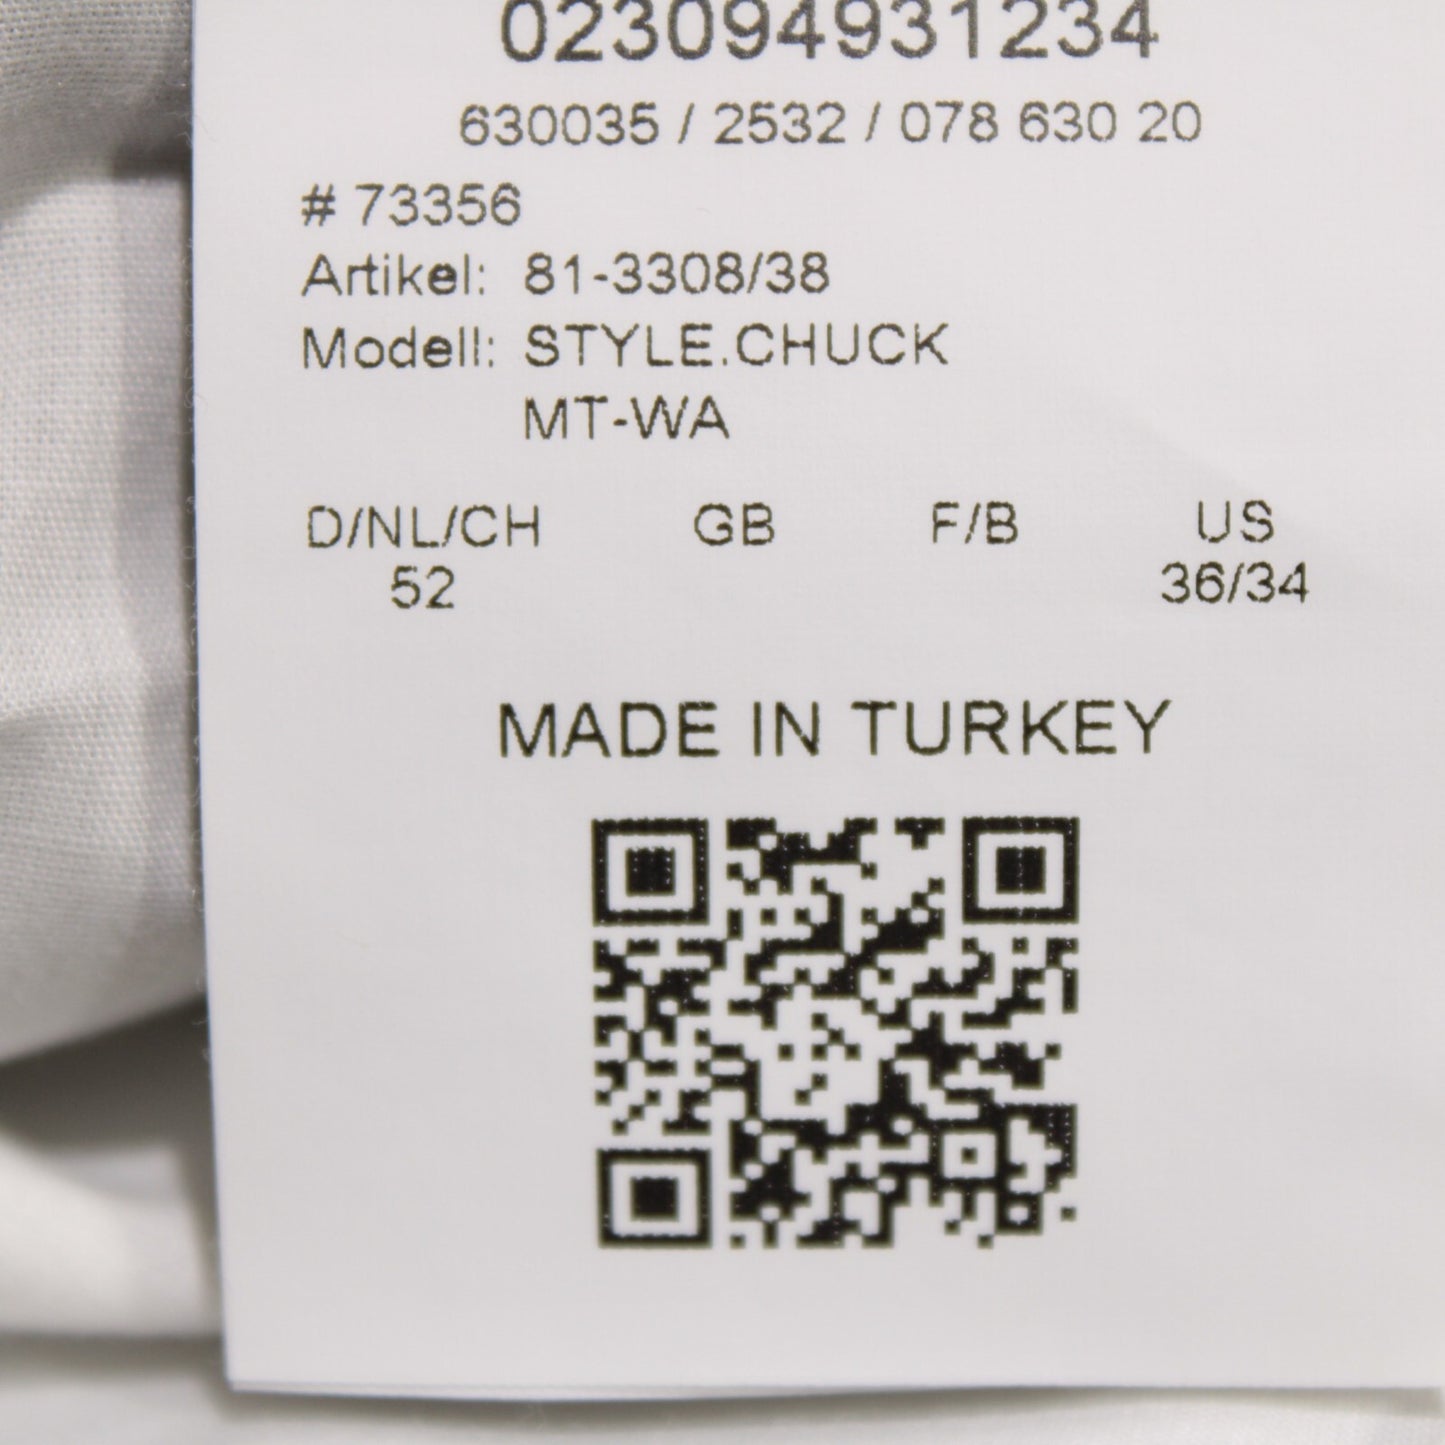 023094931234
630035 / 2532 / 078 630 20
# 73356
Artikel: 81-3308/38
Modell: STYLE.CHUCK
MT-WA
D/NL/CH GB F/B US
52 36/34
MADE IN TURKEY